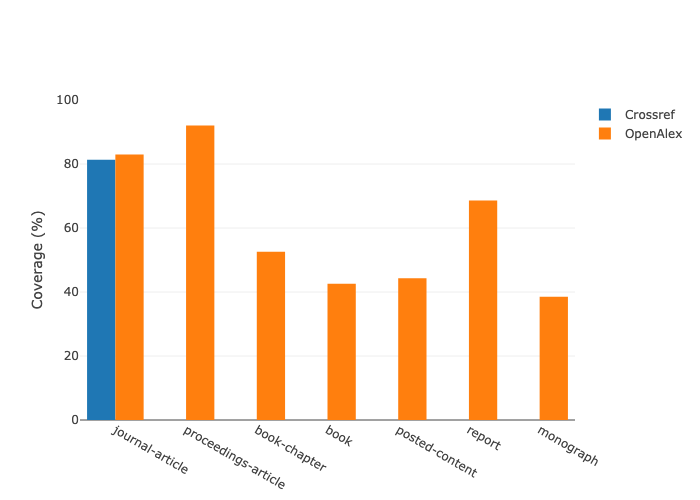 100
80
60
40
20
0
Coverage (%)
journal-article
proceedings-article
book-chapter
book
posted-content
report
monograph
Crossref
OpenAlex